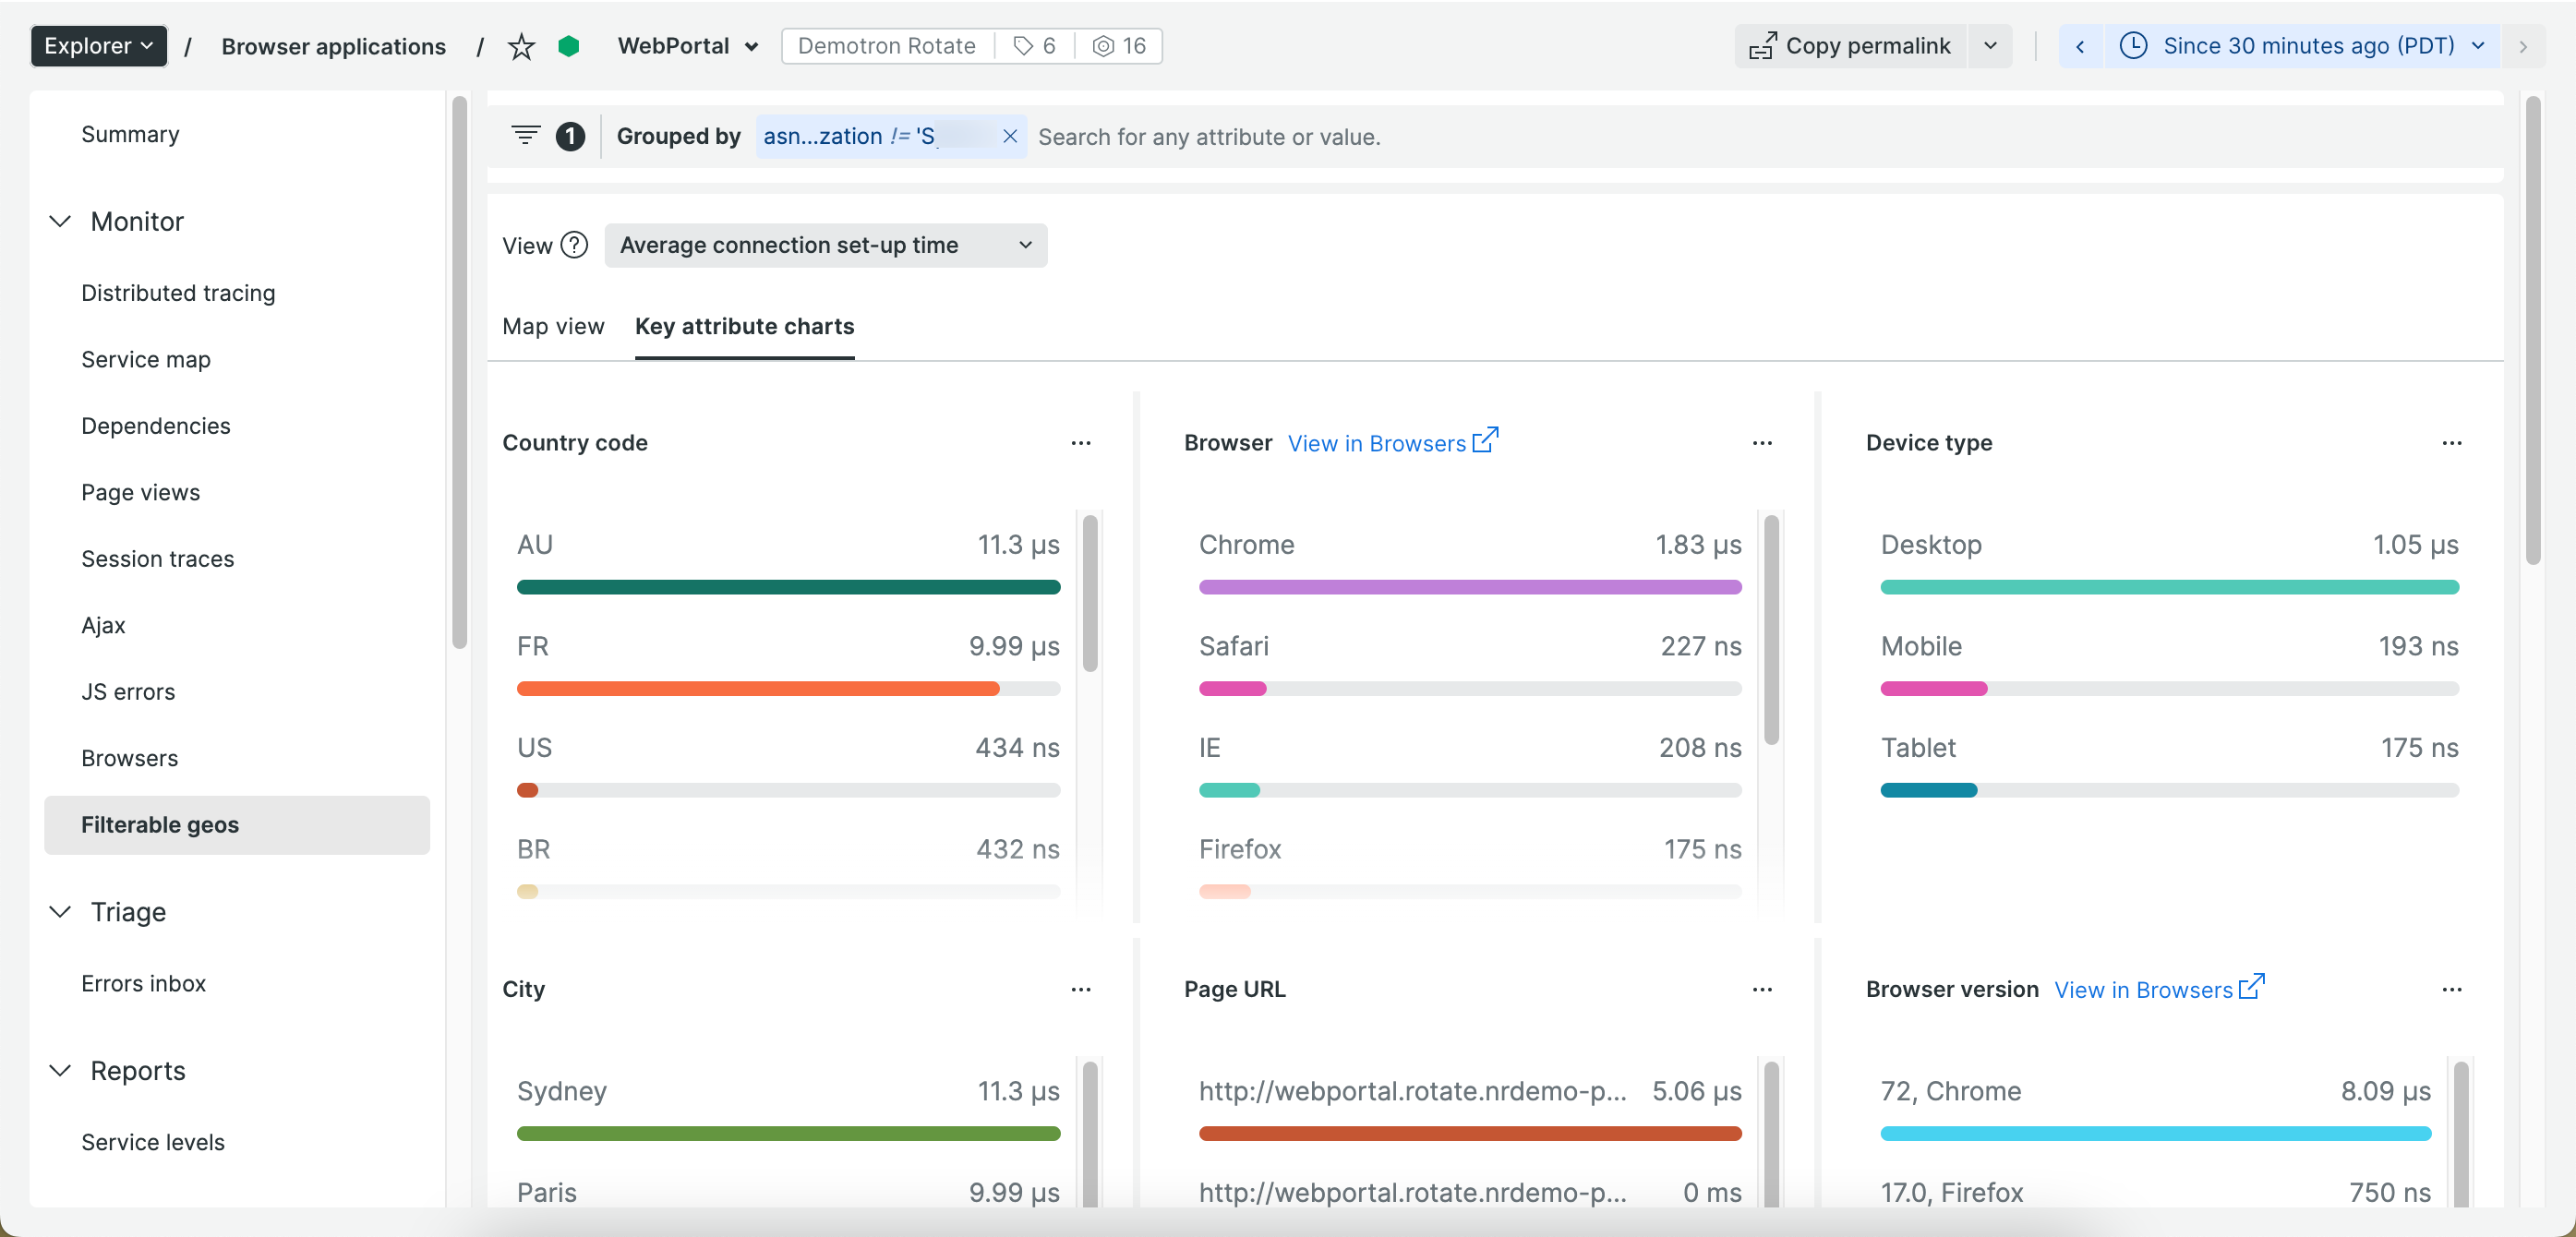 Explorer / Browser applications / WebPortal Demotron Rotate 6 16 Copy permalink Since 30 minutes ago (PDT)
Summary
Monitor
Distributed tracing
Service map
Dependencies
Page views
Session traces
Ajax
JS errors
Browsers
Filterable geos
Triage
Errors inbox
Reports
Service levels
1 Grouped by asn...zation != 'S Search for any attribute or value.
View ? Average connection set-up time
Map view Key attribute charts
Country code ...
AU 11.3 µs
FR 9.99 µs
US 434 ns
BR 432 ns
Browser View in Browsers ...
Chrome 1.83 µs
Safari 227 ns
IE 208 ns
Firefox 175 ns
Device type ...
Desktop 1.05 µs
Mobile 193 ns
Tablet 175 ns
City ...
Sydney 11.3 µs
Paris 9.99 µs
Page URL ...
http://webportal.rotate.nrdemo-p... 5.06 µs
http://webportal.rotate.nrdemo-p... 0 ms
Browser version View in Browsers ...
72, Chrome 8.09 µs
17.0, Firefox 750 ns